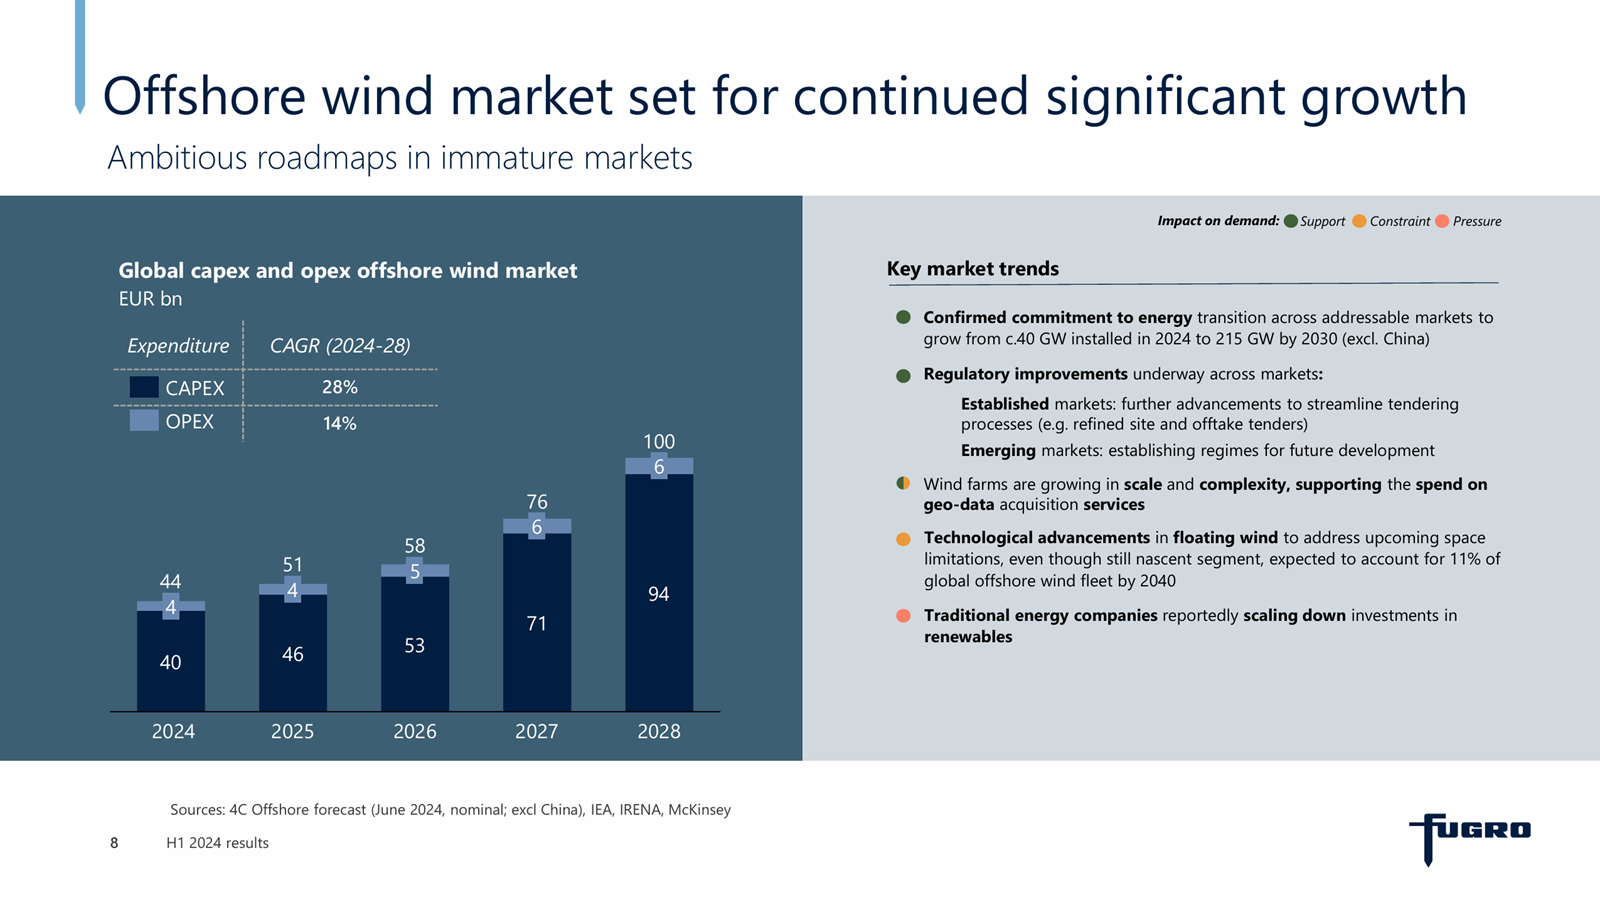 Offshore wind market set for continued significant growth
Ambitious roadmaps in immature markets
Global capex and opex offshore wind market
EUR bn
Expenditure CAGR (2024-28)
CAPEX 28%
OPEX 14%
44 51 58 76 100
4 4 5 6 6
40 46 53 71 94
2024 2025 2026 2027 2028
Impact on demand: Support Constraint Pressure
Key market trends
Confirmed commitment to energy transition across addressable markets to
grow from c.40 GW installed in 2024 to 215 GW by 2030 (excl. China)
Regulatory improvements underway across markets:
Established markets: further advancements to streamline tendering
processes (e.g. refined site and offtake tenders)
Emerging markets: establishing regimes for future development
Wind farms are growing in scale and complexity, supporting the spend on
geo-data acquisition services
Technological advancements in floating wind to address upcoming space
limitations, even though still nascent segment, expected to account for 11% of
global offshore wind fleet by 2040
Traditional energy companies reportedly scaling down investments in
renewables
Sources: 4C Offshore forecast (June 2024, nominal; excl China), IEA, IRENA, McKinsey
8 H1 2024 results
FUGRO